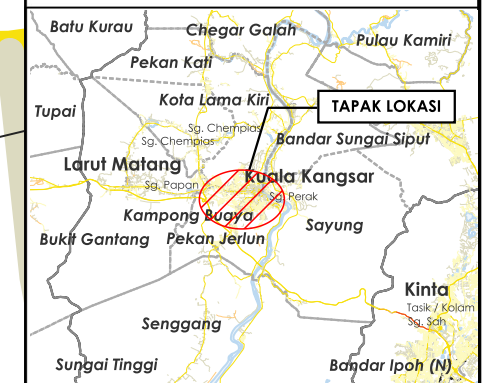 Batu Kurau
Chegar Galah
Pulau Kamiri
Pekan Kati
Kota Lama Kiri
TAPAK LOKASI
Tupai
Sg. Chempias
Sg. Chempias
Bandar Sungai Siput
Larut Matang
Kuala Kangsar
Sg. Papan
Sg. Perak
Kampong Buaya
Sayung
Bukit Gantang
Pekan Jerlun
Kinta
Tasik / Kolam
Sg. Sah
Senggang
Sungai Tinggi
Bandar Ipoh (N)